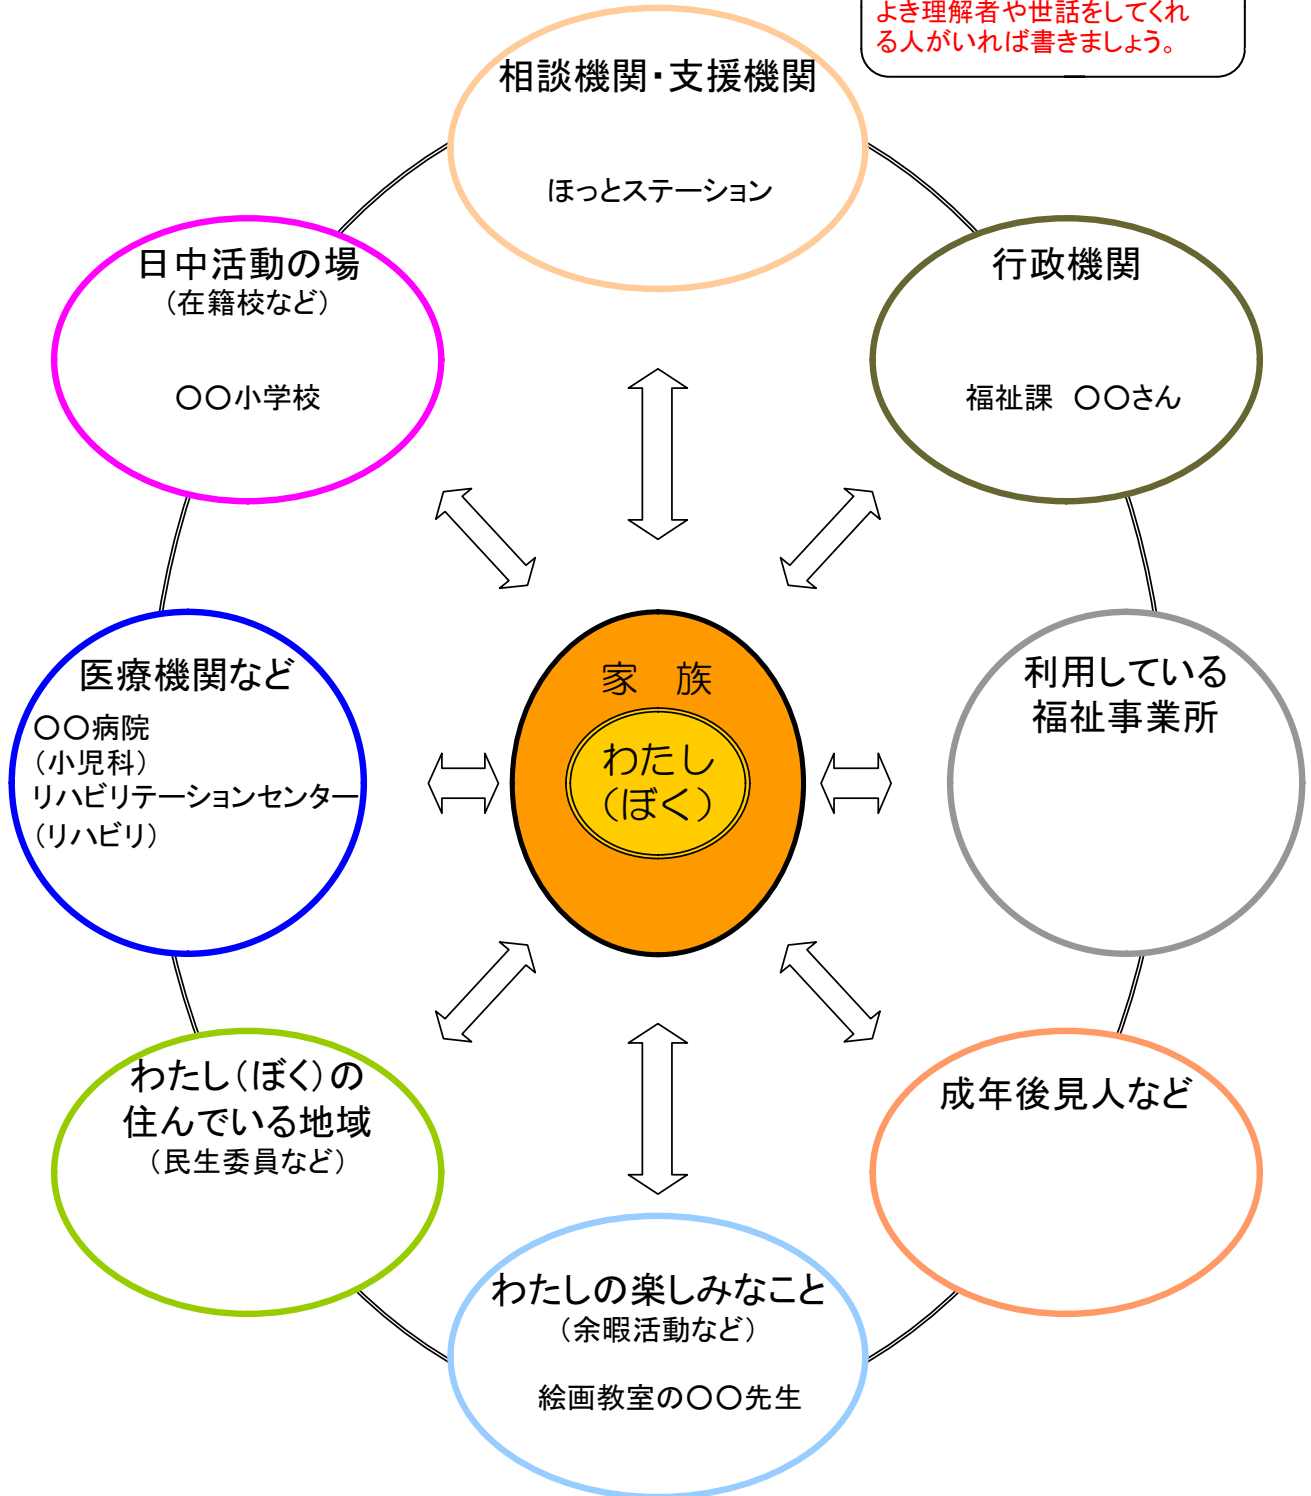 よき理解者や世話をしてくれ
る人がいれば書きましょう。
相談機関・支援機関
ほっとステーション
日中活動の場
（在籍校など）
〇〇小学校
行政機関
福祉課　〇〇さん
医療機関など
〇〇病院
（小児科）
リハビリテーションセンター
（リハビリ）
家　族
わたし
（ぼく）
利用している
福祉事業所
わたし（ぼく）の
住んでいる地域
（民生委員など）
成年後見人など
わたしの楽しみなこと
（余暇活動など）
絵画教室の〇〇先生